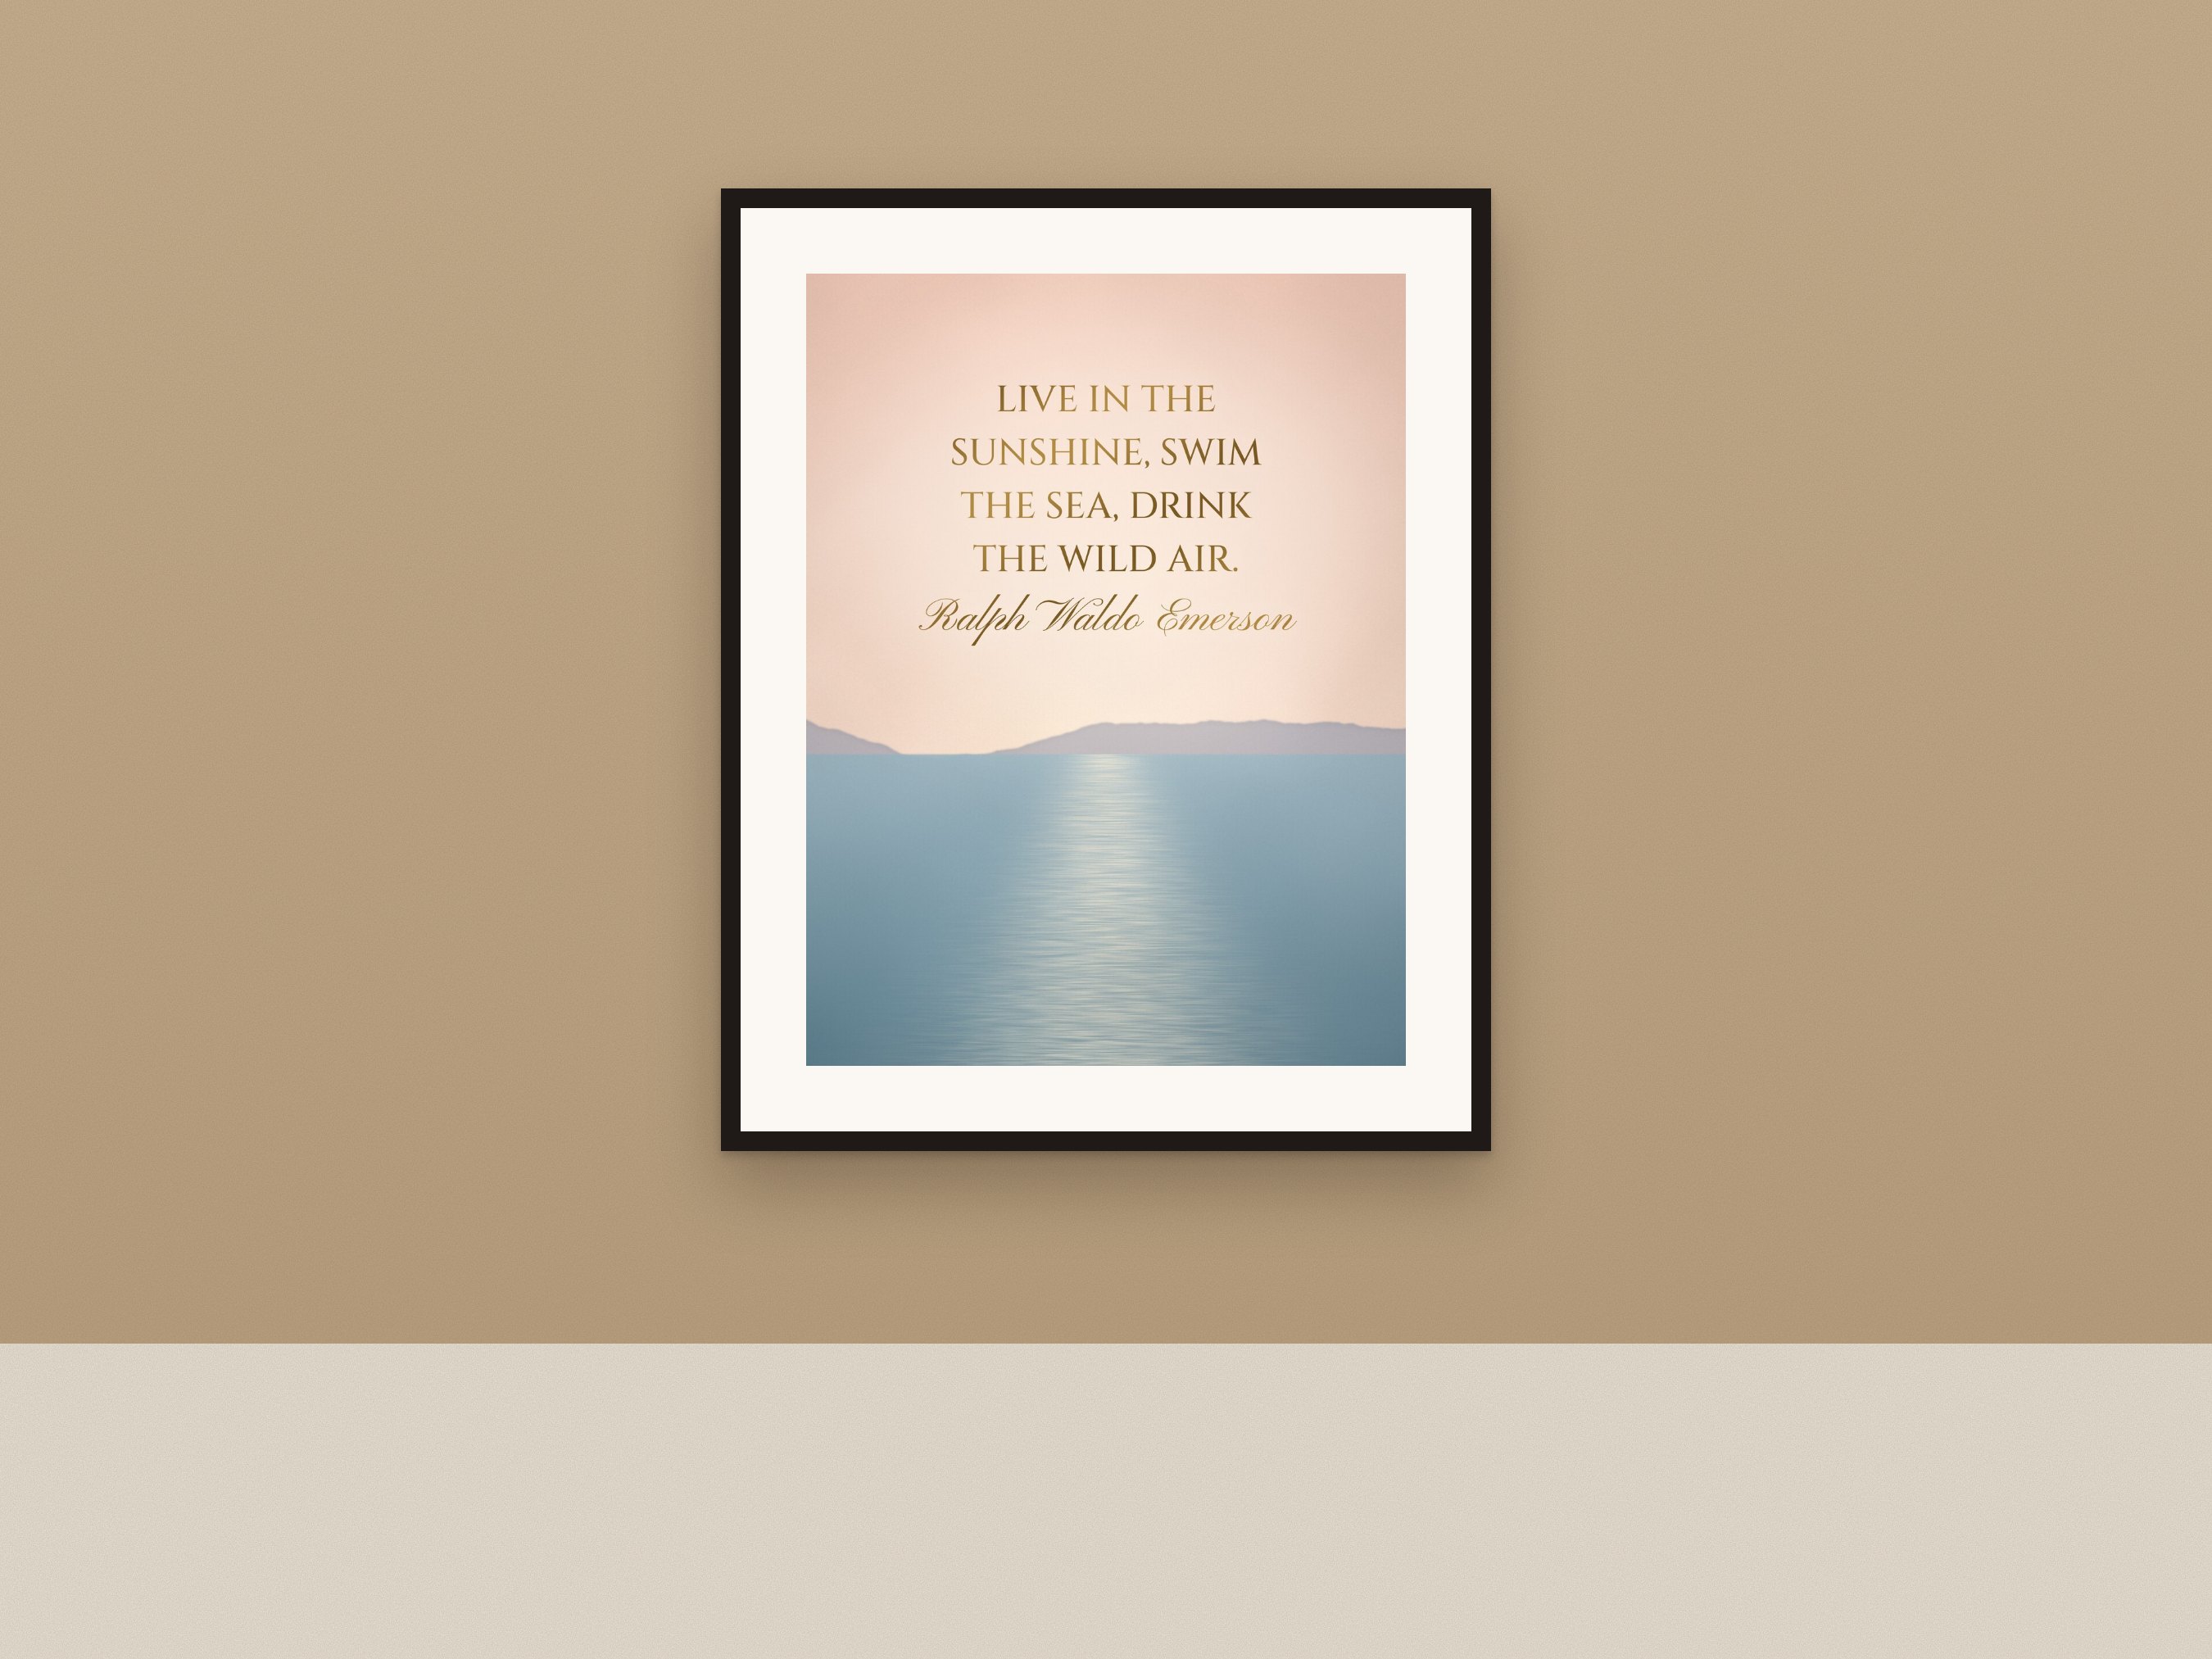 LIVE IN THE
SUNSHINE, SWIM
THE SEA, DRINK
THE WILD AIR.
Ralph Waldo Emerson